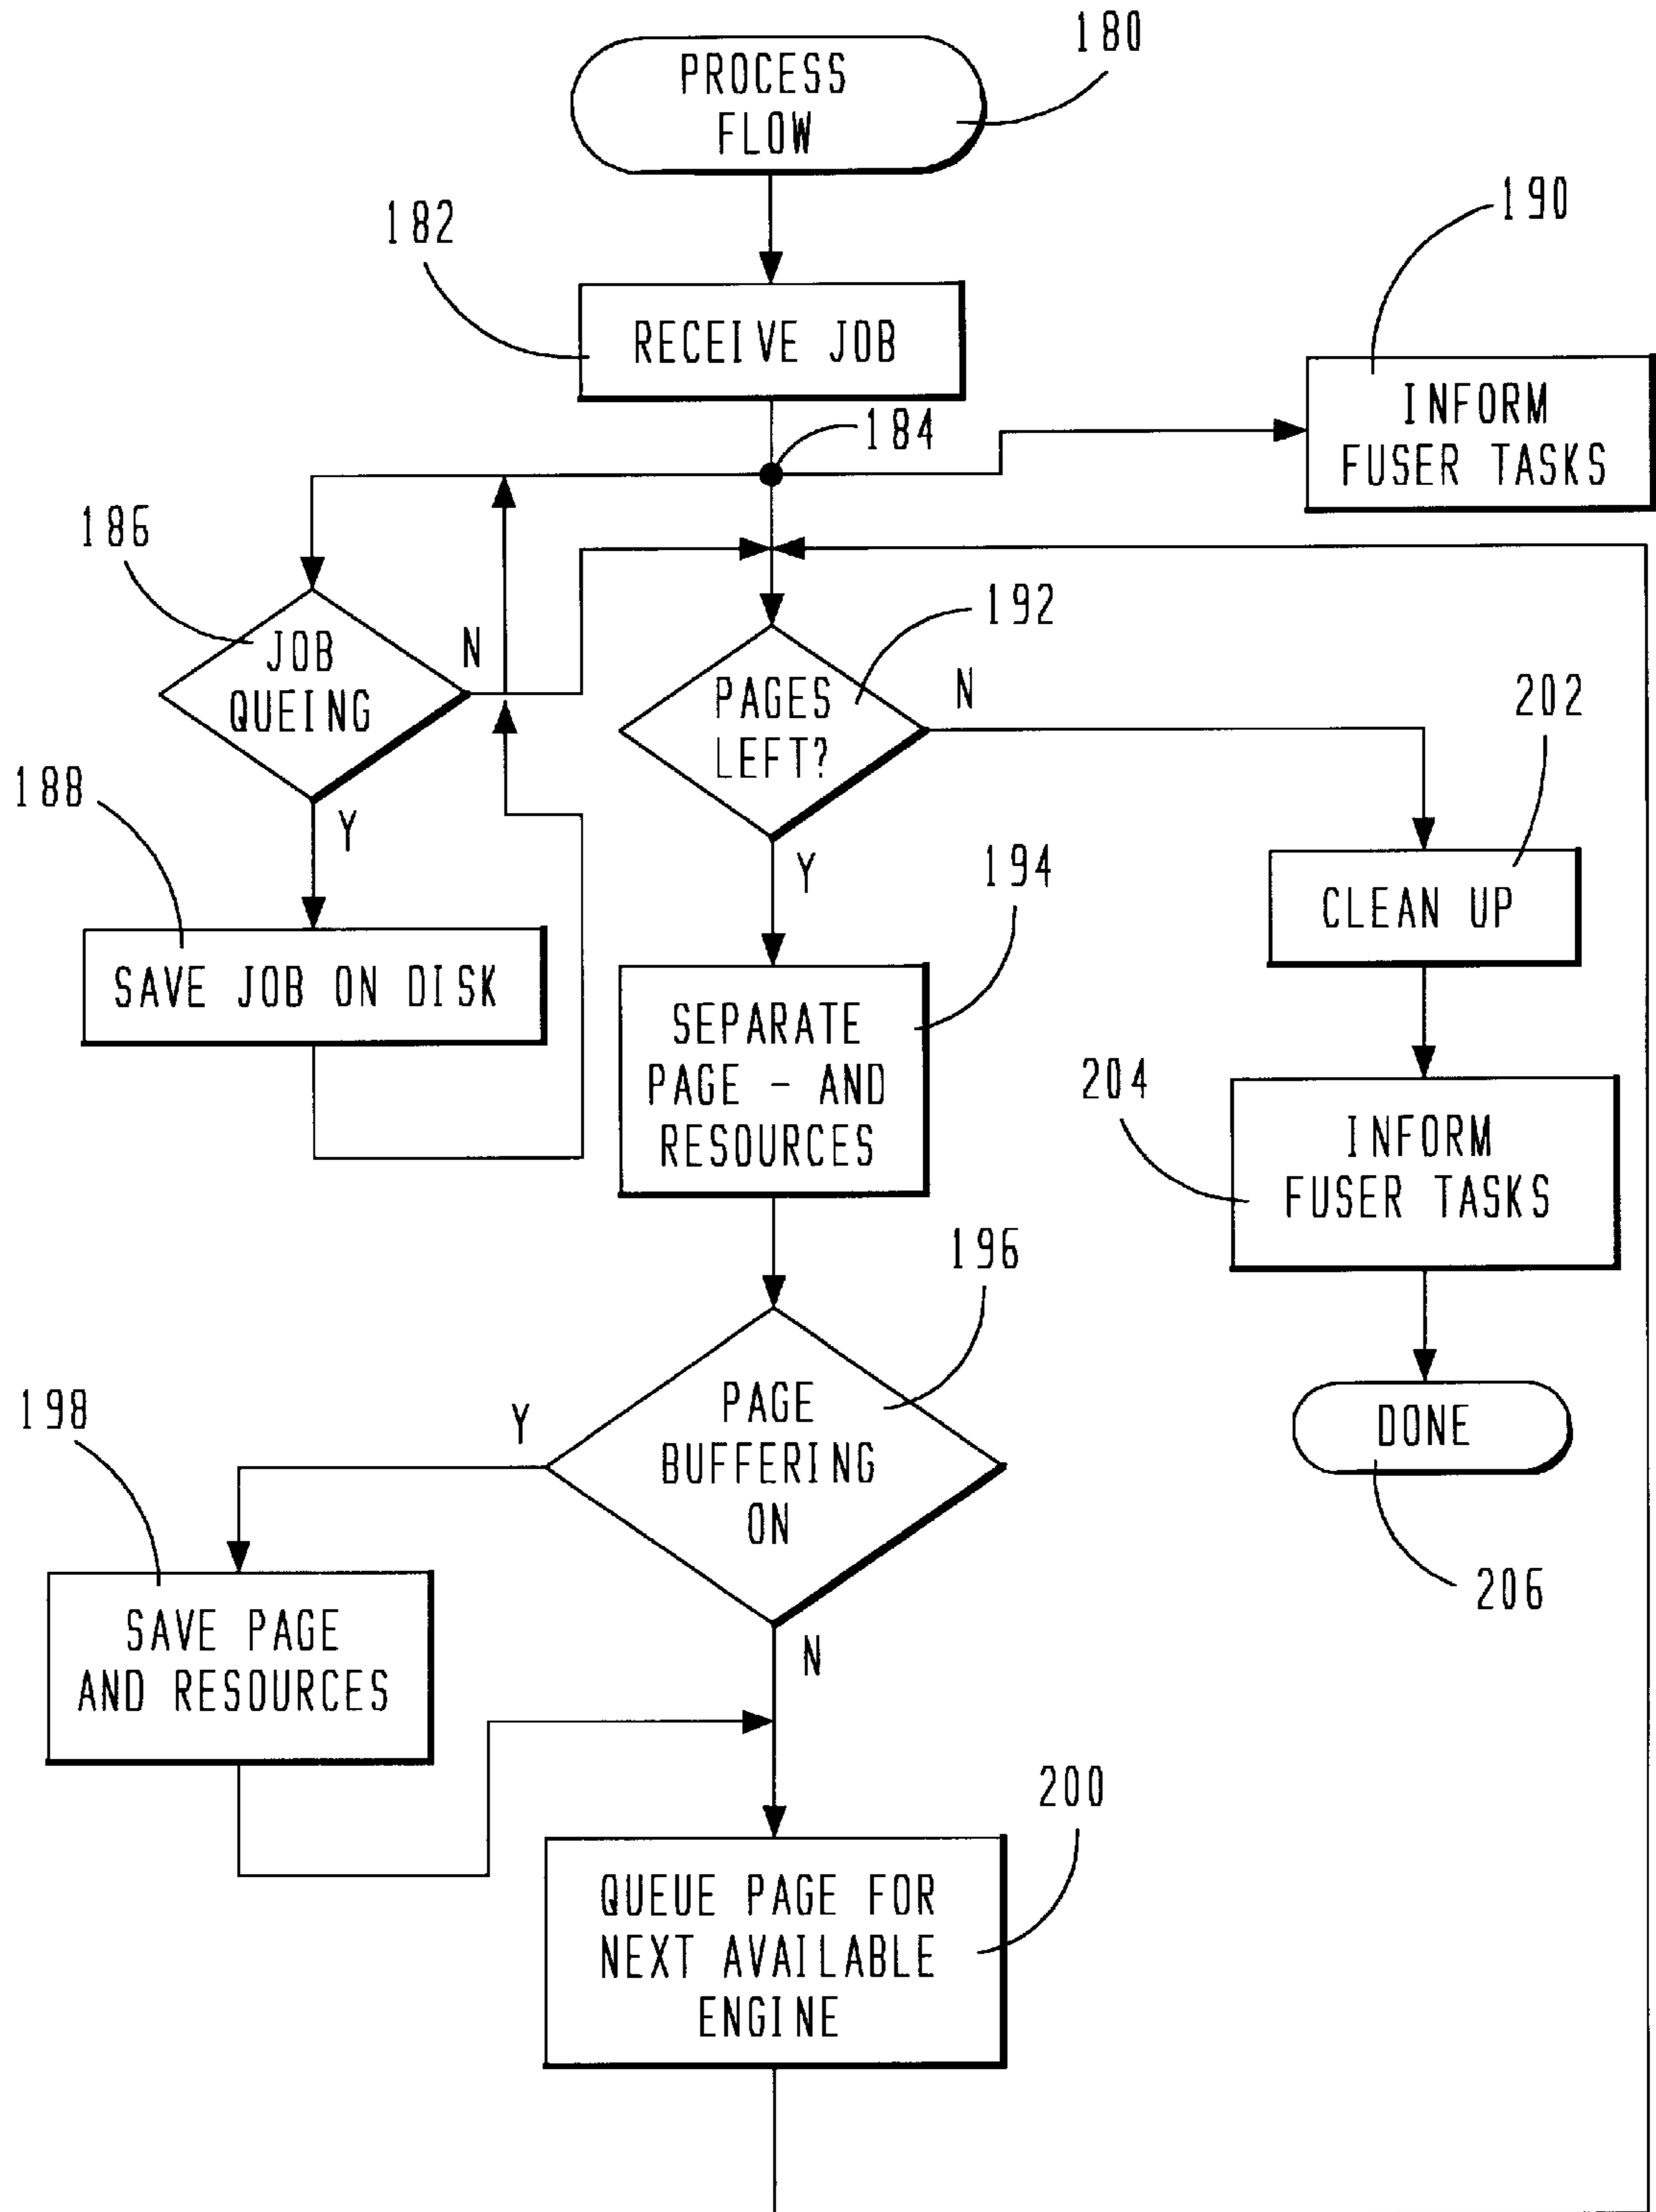 180
PROCESS
FLOW
190
182
RECEIVE JOB
184
INFORM
FUSER TASKS
186
192
JOB
QUEING
N
PAGES
LEFT?
N
202
188
Y
Y
194
CLEAN UP
SAVE JOB ON DISK
SEPARATE
PAGE - AND
RESOURCES
204
INFORM
FUSER TASKS
196
198
Y
PAGE
BUFFERING
ON
DONE
206
SAVE PAGE
AND RESOURCES
N
200
QUEUE PAGE FOR
NEXT AVAILABLE
ENGINE